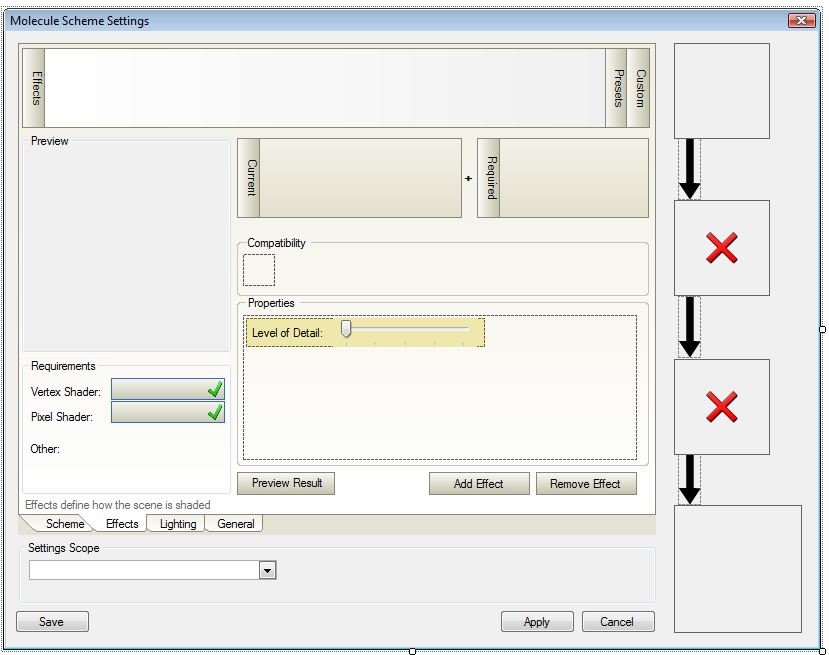 Molecule Scheme Settings
Effects
Presets
Custom
Preview
Current
+
Required
Compatibility
Properties
Level of Detail:
Requirements
Vertex Shader:
Pixel Shader:
Other:
Preview Result
Add Effect
Remove Effect
Effects define how the scene is shaded
Scheme
Effects
Lighting
General
Settings Scope
Save
Apply
Cancel